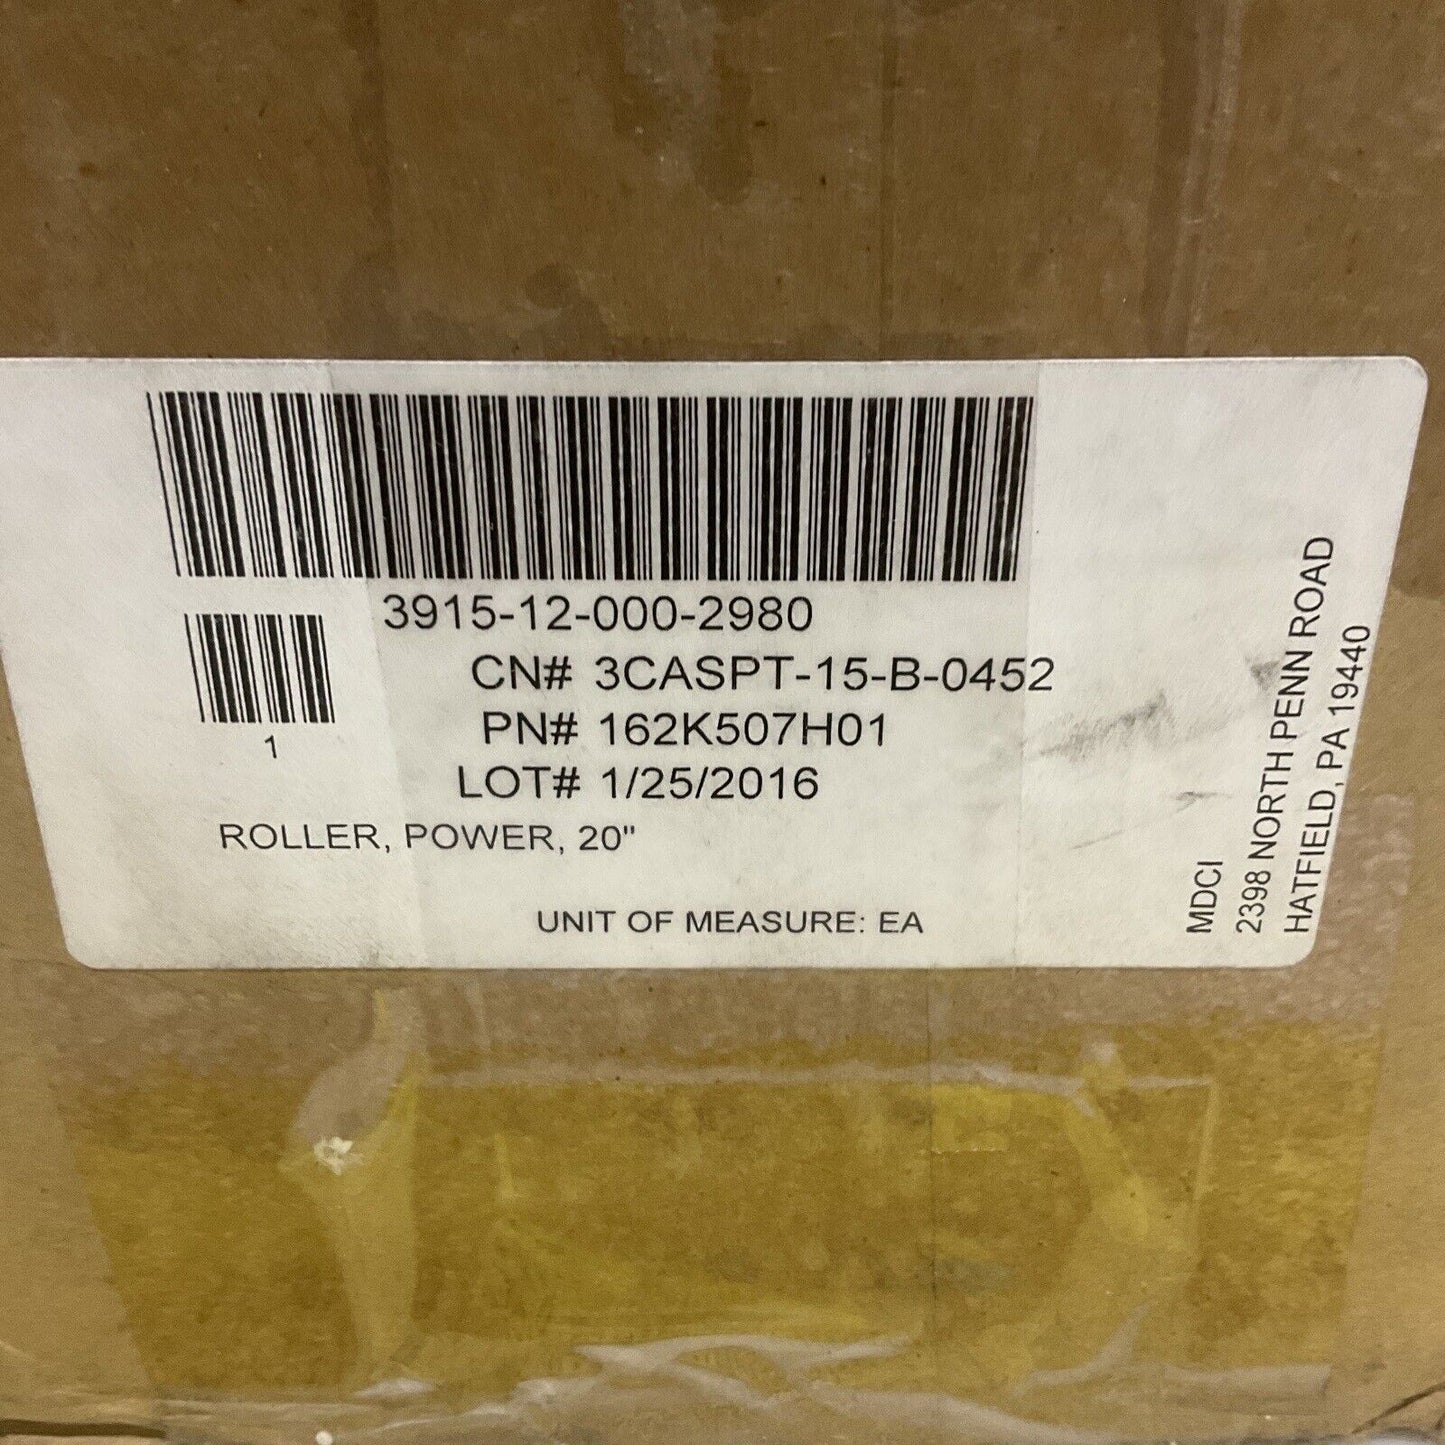 3915-12-000-2980
1
CN# 3CASPT-15-B-0452
PN# 162K507H01
LOT# 1/25/2016
ROLLER, POWER, 20"
UNIT OF MEASURE: EA
MDCI
2398 NORTH PENN ROAD
HATFIELD, PA 19440